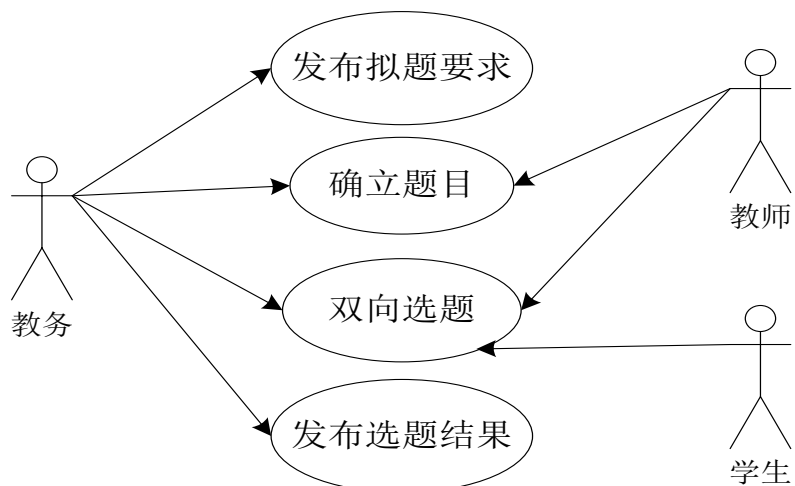 发布拟题要求
确立题目
教师
双向选题
教务
发布选题结果
学生